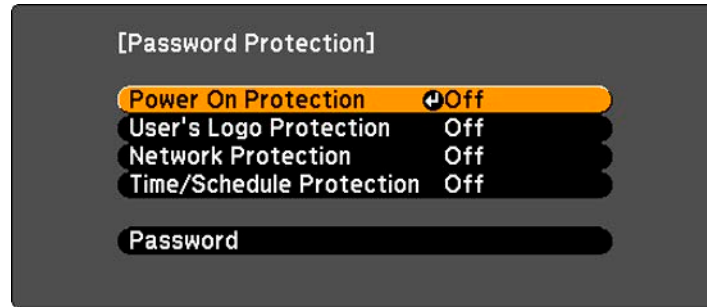 [Password Protection]
Power On Protection Off
User's Logo Protection Off
Network Protection Off
Time/Schedule Protection Off
Password